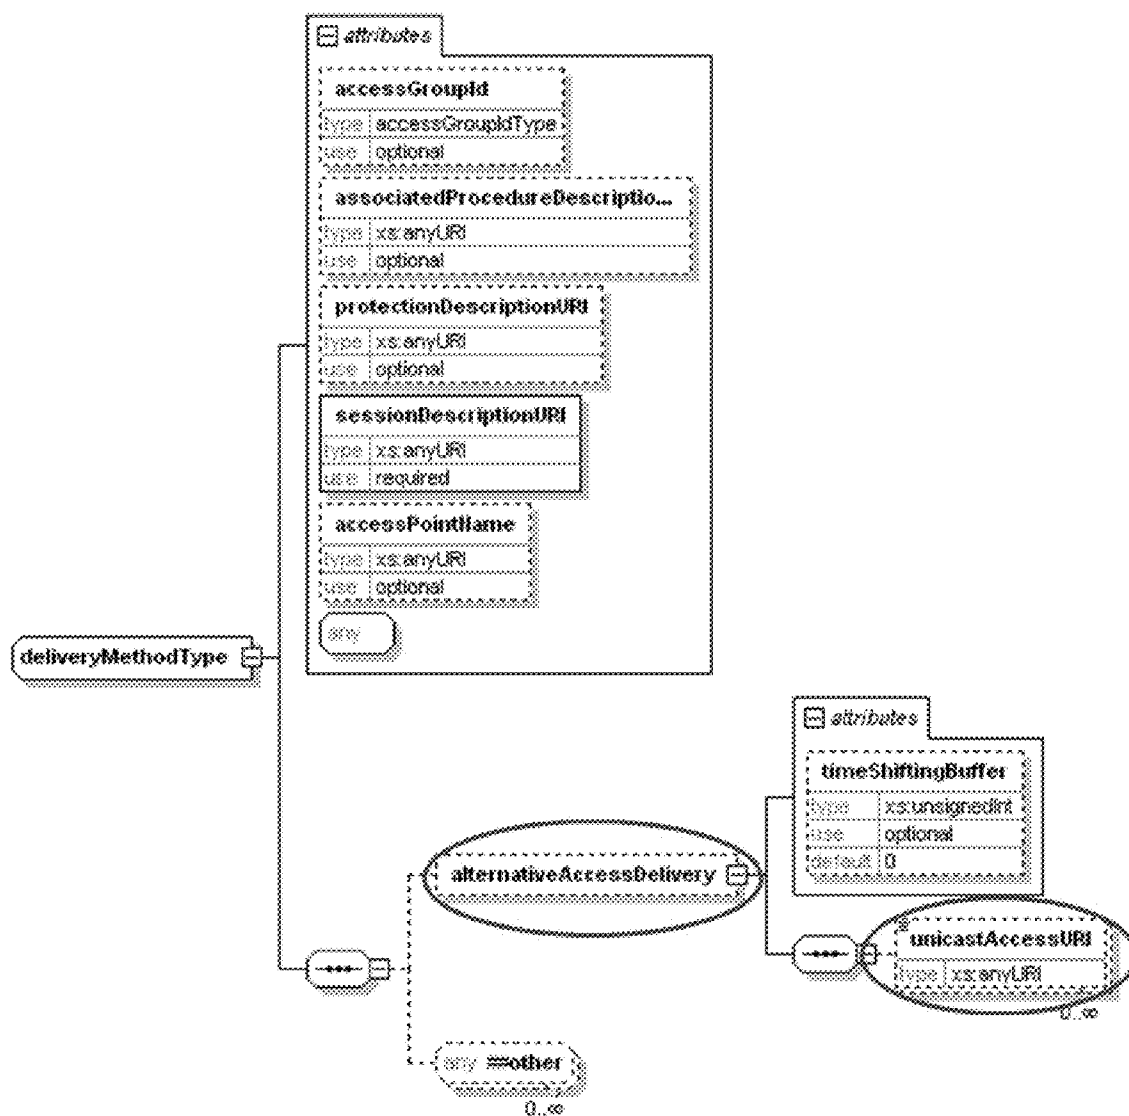 attributes
accessGroupId
type accessGroupIdType
use optional
associatedProcedureDescriptio...
type xs:anyURI
use optional
protectionDescriptionURI
type xs:anyURI
use optional
sessionDescriptionURI
type xs:anyURI
use required
accessPointName
type xs:anyURI
use optional
any
deliveryMethodType
attributes
timeShiftingBuffer
type xs:unsignedInt
use optional
default 0
alternativeAccessDelivery
unicastAccessURI
type xs:anyURI
0..∞
any ##other
0..∞